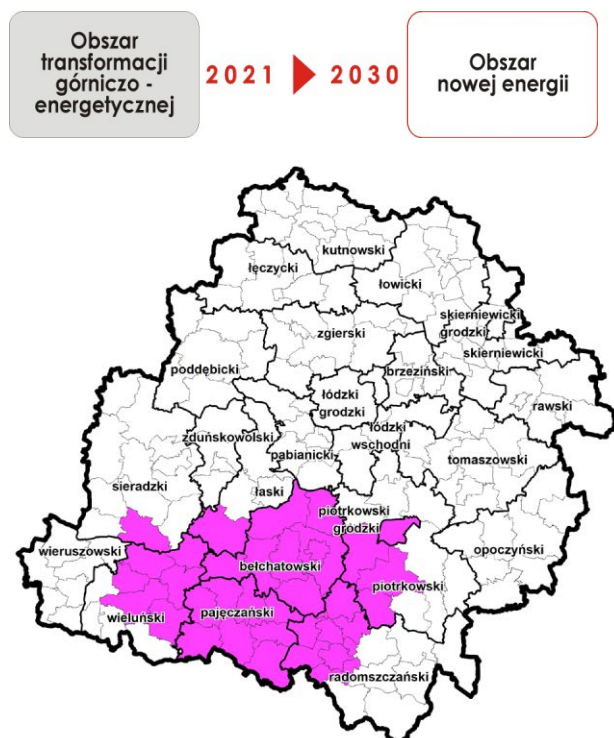 Obszar
transformacji
górniczo -
energetycznej
2021
2030
Obszar
nowej energii
kutnowski
łęczycki
łowicki
skierniewicki
grodzki
zgierski
skierniewicki
brzeziński
poddębicki
łódzki
grodzki
rawski
łódzki
wschodni
zduńskowolski
pabianicki
tomaszowski
sieradzki
łaski
piotrkowski
grodzki
wieruszowski
opoczyński
bełchatowski
piotrkowski
wieluński
pajęczański
radomszczański